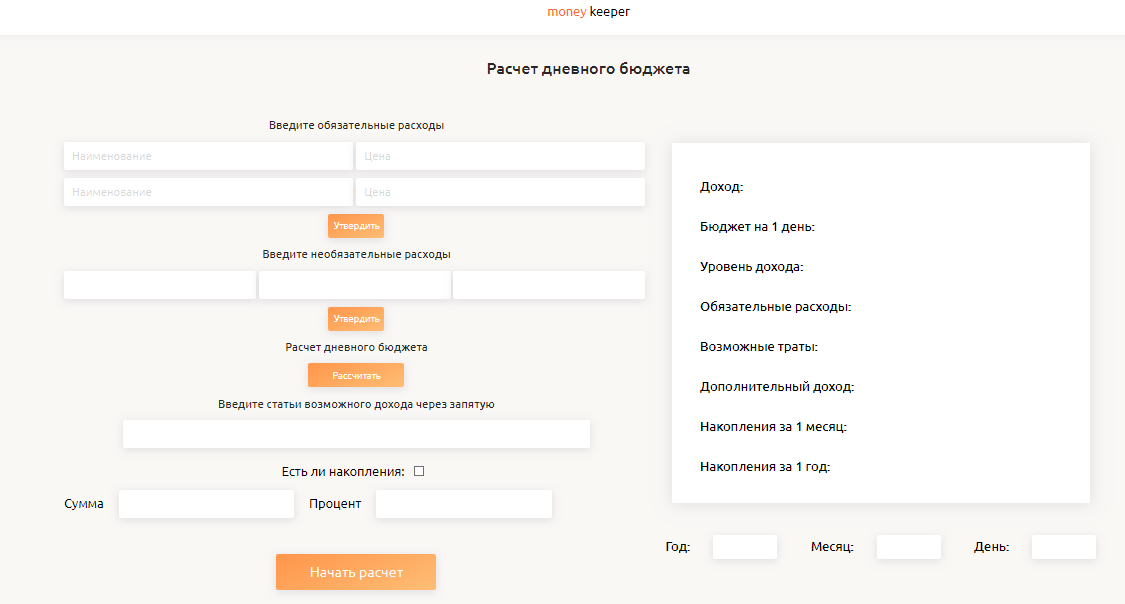 money keeper
Расчет дневного бюджета
Введите обязательные расходы
Наименование Цена
Наименование Цена
Утвердить
Введите необязательные расходы
Утвердить
Расчет дневного бюджета
Рассчитать
Введите статьи возможного дохода через запятую
Есть ли накопления:
Сумма Процент
Начать расчет
Доход:
Бюджет на 1 день:
Уровень дохода:
Обязательные расходы:
Возможные траты:
Дополнительный доход:
Накопления за 1 месяц:
Накопления за 1 год:
Год: Месяц: День: